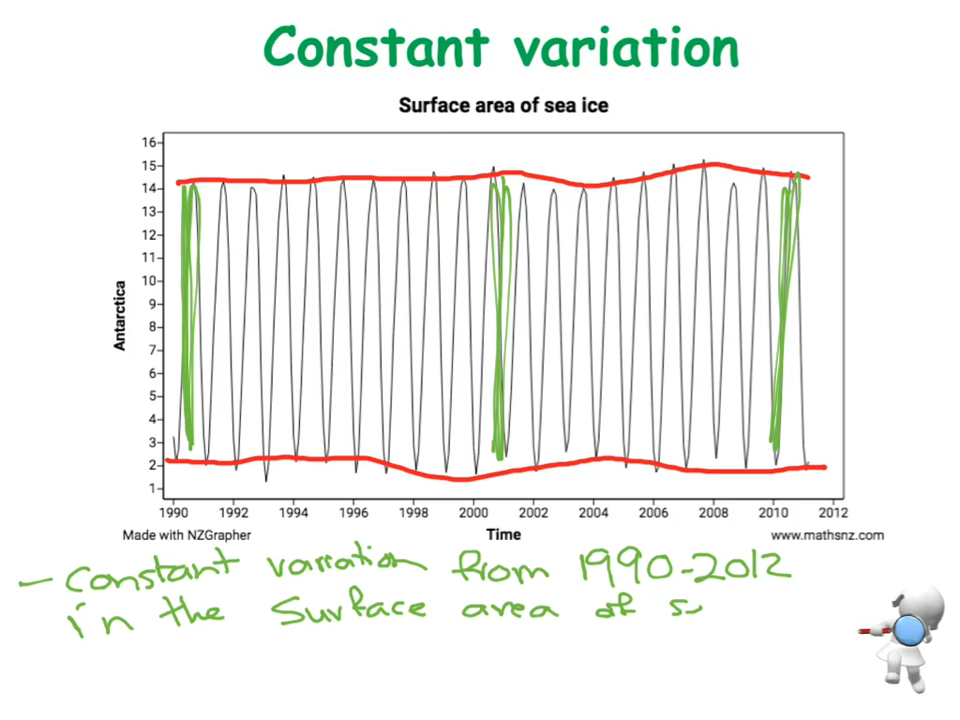 Constant variation
Surface area of sea ice
16
15
14
13
12
11
10
9
8
7
6
5
4
3
2
1
Antarctica
1990 1992 1994 1996 1998 2000 2002 2004 2006 2008 2010 2012
Made with NZGrapher Time www.mathsnz.com
- Constant variation from 1990-2012
in the surface area of s